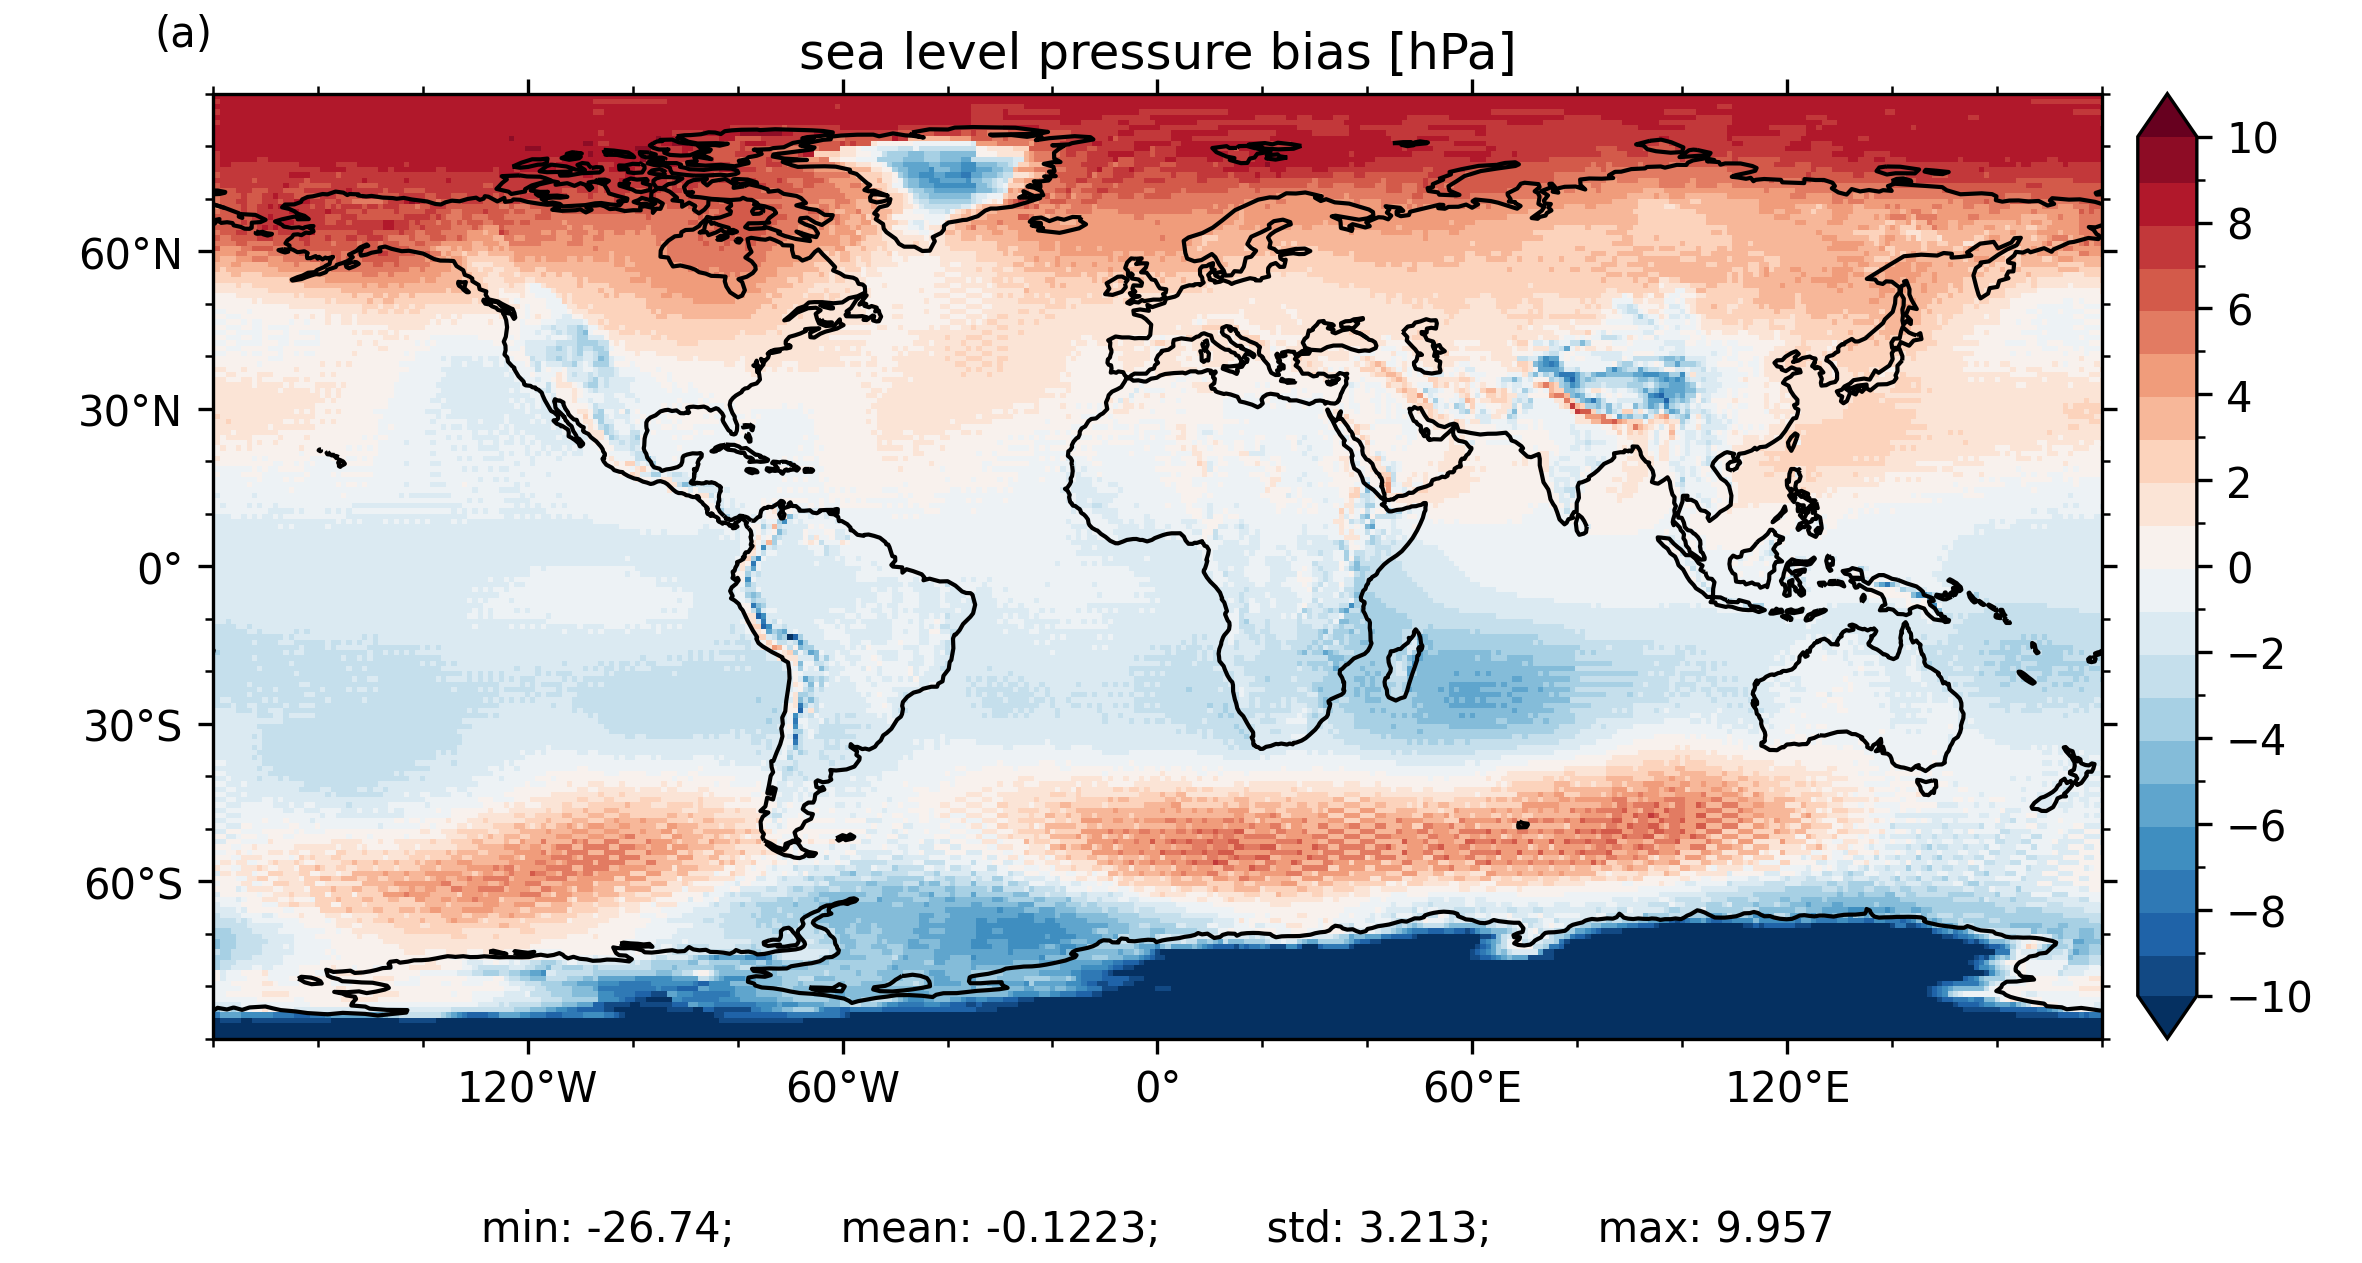 (a)
sea level pressure bias [hPa]
60°N
30°N
0°
30°S
60°S
120°W 60°W 0° 60°E 120°E
10
8
6
4
2
0
−2
−4
−6
−8
−10
min: -26.74; mean: -0.1223; std: 3.213; max: 9.957